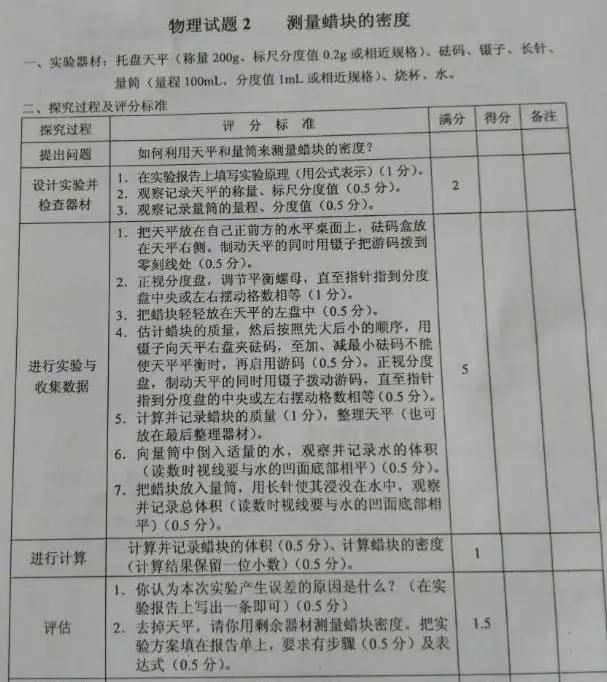 物理试题 2 测量蜡块的密度
一、实验器材：托盘天平（称量 200g、标尺分度值 0.2g 或相近规格）、砝码、镊子、长针、
量筒（量程 100mL，分度值 1mL 或相近规格）、烧杯、水。
二、探究过程及评分标准
探究过程 评 分 标 准 满分 得分 备注
提出问题 如何利用天平和量筒来测量蜡块的密度？
设计实验并
检查器材
1．在实验报告上填写实验原理（用公式表示）（1 分）。
2．观察记录天平的称量、标尺分度值（0.5 分）。
3．观察记录量筒的量程、分度值（0.5 分）。
2
进行实验与
收集数据
1．把天平放在自己正前方的水平桌面上，砝码盒放
在天平右侧。制动天平的同时用镊子把游码拨到
零刻线处（0.5 分）。
2．正视分度盘，调节平衡螺母，直至指针指到分度
盘中央或左右摆动格数相等（1 分）。
3．把蜡块轻轻放在天平的左盘中（0.5 分）。
4．估计蜡块的质量，然后按照先大后小的顺序，用
镊子向天平右盘夹砝码，至加、减最小砝码不能
使天平平衡时，再启用游码（0.5 分）。正视分度
盘，制动天平的同时用镊子拨动游码，直至指针
指到分度盘的中央或左右摆动格数相等（0.5 分）。
5．计算并记录蜡块的质量（1 分），整理天平（也可
放在最后整理器材）。
6．向量筒中倒入适量的水，观察并记录水的体积
（读数时视线要与水的凹面底部相平）（0.5 分）。
7．把蜡块放入量筒，用长针使其浸没在水中，观察
并记录总体积（读数时视线要与水的凹面底部相
平）（0.5 分）。
5
进行计算
计算并记录蜡块的体积（0.5 分）、计算蜡块的密度
（计算结果保留一位小数）（0.5 分）。
1
评估
1．你认为本次实验产生误差的原因是什么？（在实
验报告上写出一条即可）（0.5 分）
2．去掉天平，请你用剩余器材测量蜡块密度。把实
验方案填在报告单上，要求有步骤（0.5 分）及表
达式（0.5 分）。
1.5